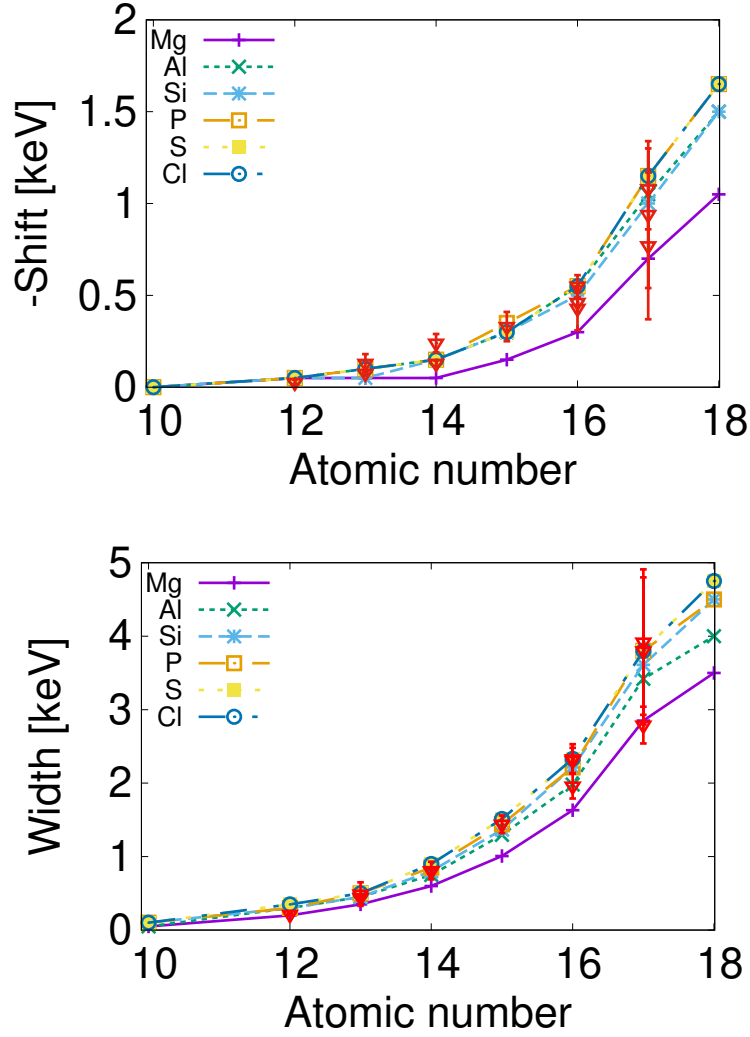 2
1.5
1
0.5
0
-Shift [keV]
Mg
Al
Si
P
S
Cl
10 12 14 16 18
Atomic number
5
4
3
2
1
0
Width [keV]
Mg
Al
Si
P
S
Cl
10 12 14 16 18
Atomic number